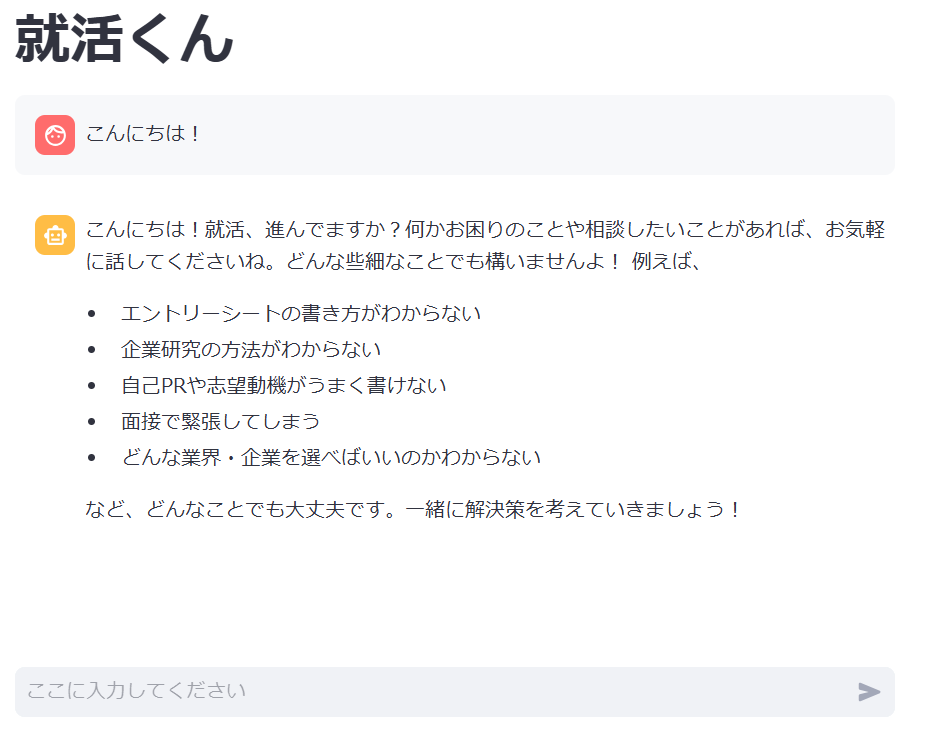 就活くん
こんにちは！
こんにちは！就活、進んでますか？何かお困りのことや相談したいことがあれば、お気軽
に話してくださいね。どんな些細なことでも構いませんよ！ 例えば、
• エントリーシートの書き方がわからない
• 企業研究の方法がわからない
• 自己PRや志望動機がうまく書けない
• 面接で緊張してしまう
• どんな業界・企業を選べばいいのかわからない
など、どんなことでも大丈夫です。一緒に解決策を考えていきましょう！
ここに入力してください